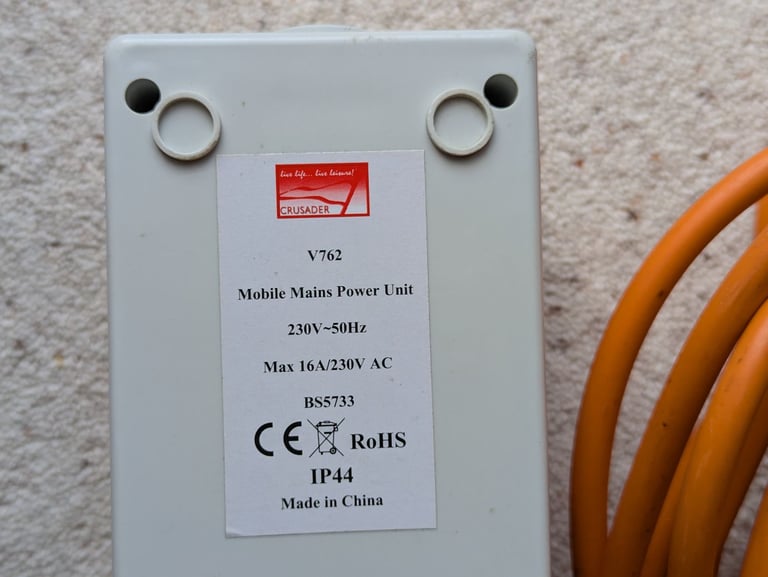 live life... live leisure!
CRUSADER
V762
Mobile Mains Power Unit
230V~50Hz
Max 16A/230V AC
BS5733
CE RoHS
IP44
Made in China